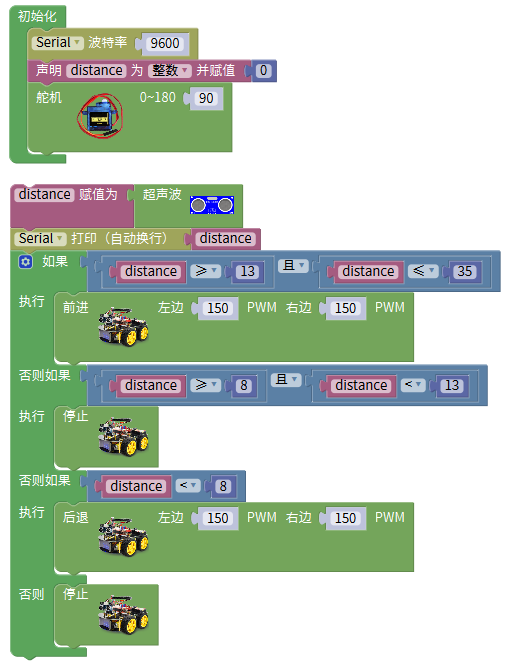 初始化
Serial 波特率 9600
声明 distance 为 整数 并赋值 0
舵机 0~180 90
distance 赋值为 超声波
Serial 打印（自动换行） distance
如果 distance ≥ 13 且 distance ≤ 35
执行 前进 左边 150 PWM 右边 150 PWM
否则如果 distance ≥ 8 且 distance < 13
执行 停止
否则如果 distance < 8
执行 后退 左边 150 PWM 右边 150 PWM
否则 停止